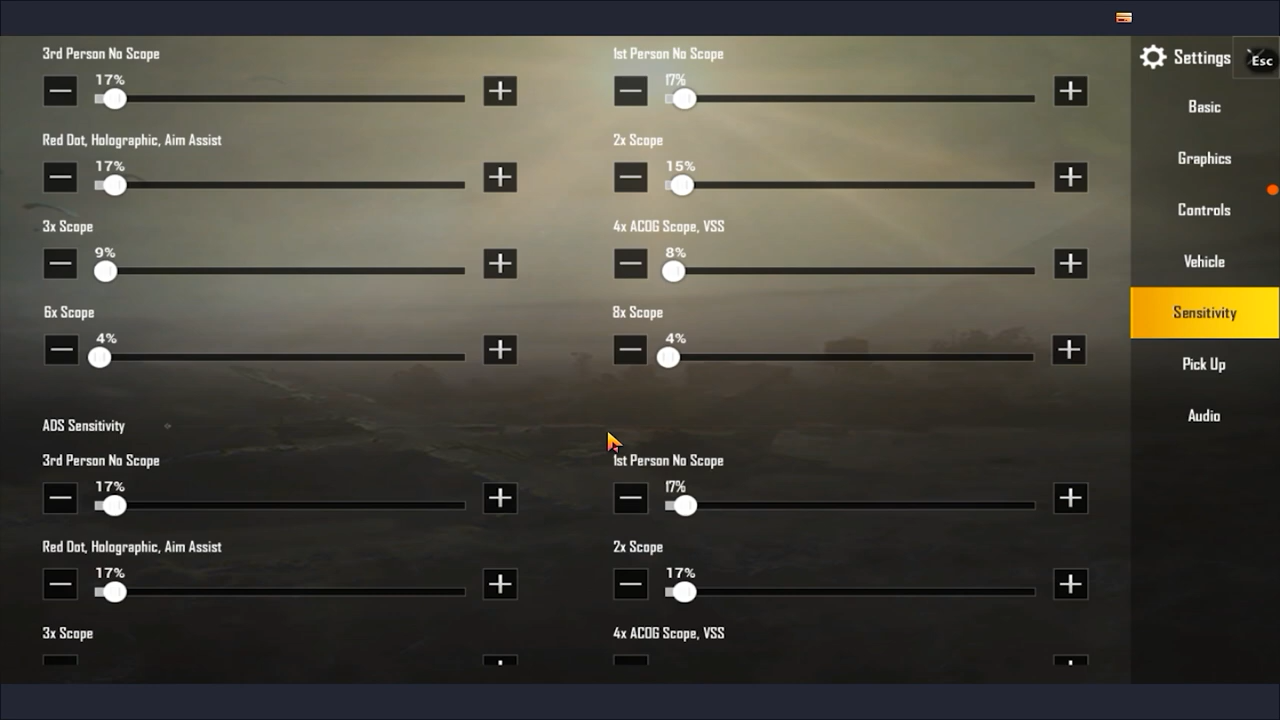 3rd Person No Scope
1st Person No Scope
Settings
Esc
17%
17%
Basic
Red Dot, Holographic, Aim Assist
2x Scope
17%
15%
Graphics
3x Scope
4x ACOG Scope, VSS
Controls
9%
8%
Vehicle
6x Scope
8x Scope
Sensitivity
4%
4%
Pick Up
Audio
ADS Sensitivity
3rd Person No Scope
1st Person No Scope
17%
17%
Red Dot, Holographic, Aim Assist
2x Scope
17%
17%
3x Scope
4x ACOG Scope, VSS